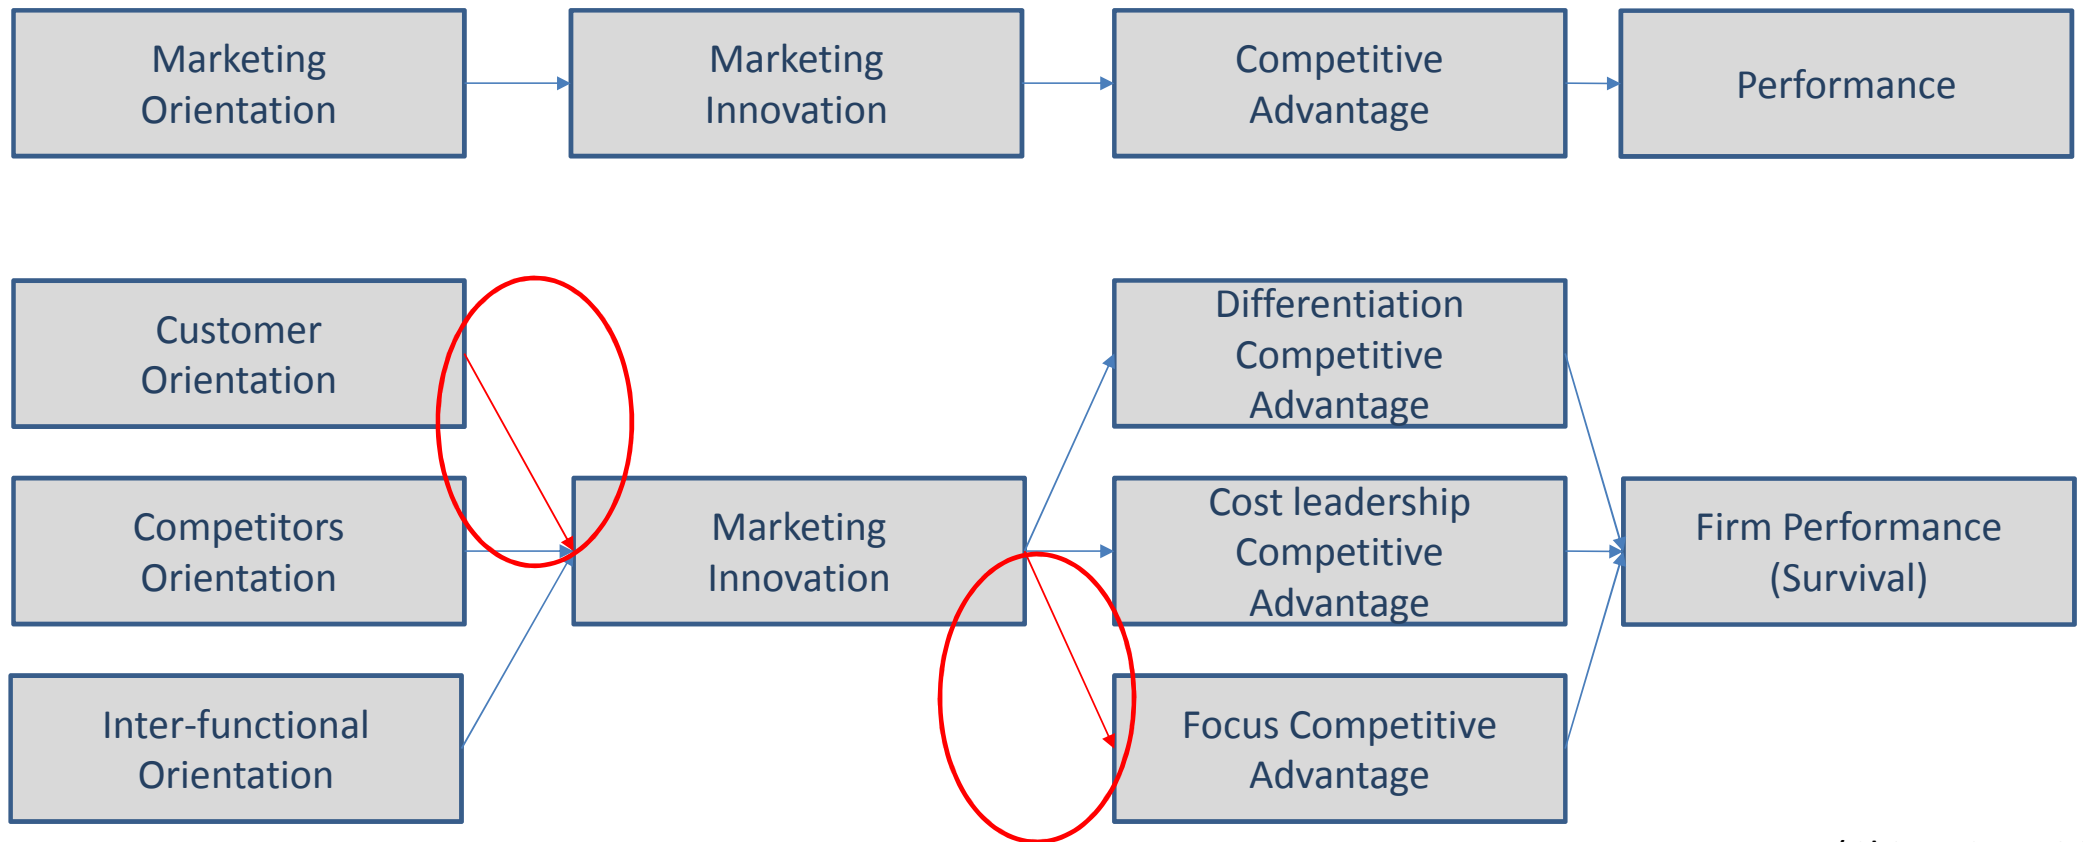 Marketing
Orientation
Marketing
Innovation
Competitive
Advantage
Performance
Customer
Orientation
Competitors
Orientation
Inter-functional
Orientation
Marketing
Innovation
Differentiation
Competitive
Advantage
Cost leadership
Competitive
Advantage
Focus Competitive
Advantage
Firm Performance
(Survival)